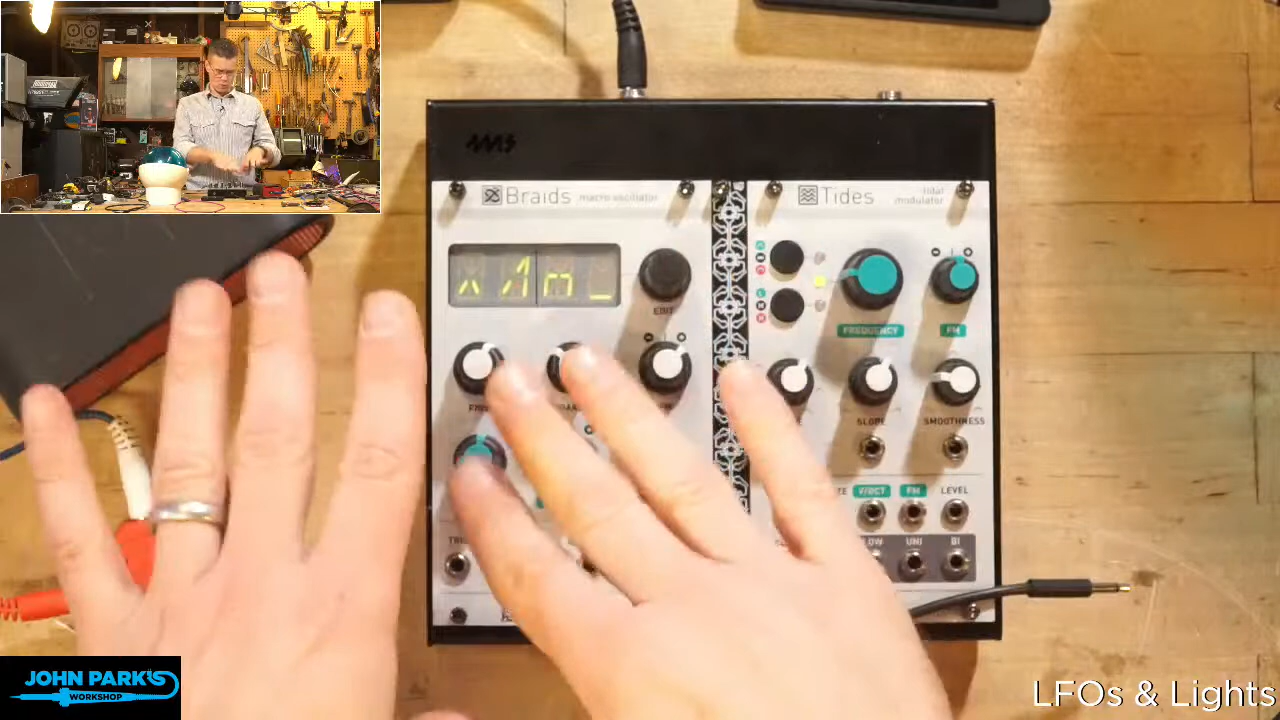 Braids macro oscillator
Tides tidal
modulator
EDIT
FREQUENCY
FM
SLOPE
SMOOTHNESS
V/OCT
FM
LEVEL
UNI
BI
JOHN PARK'S
WORKSHOP
LFOs & Lights